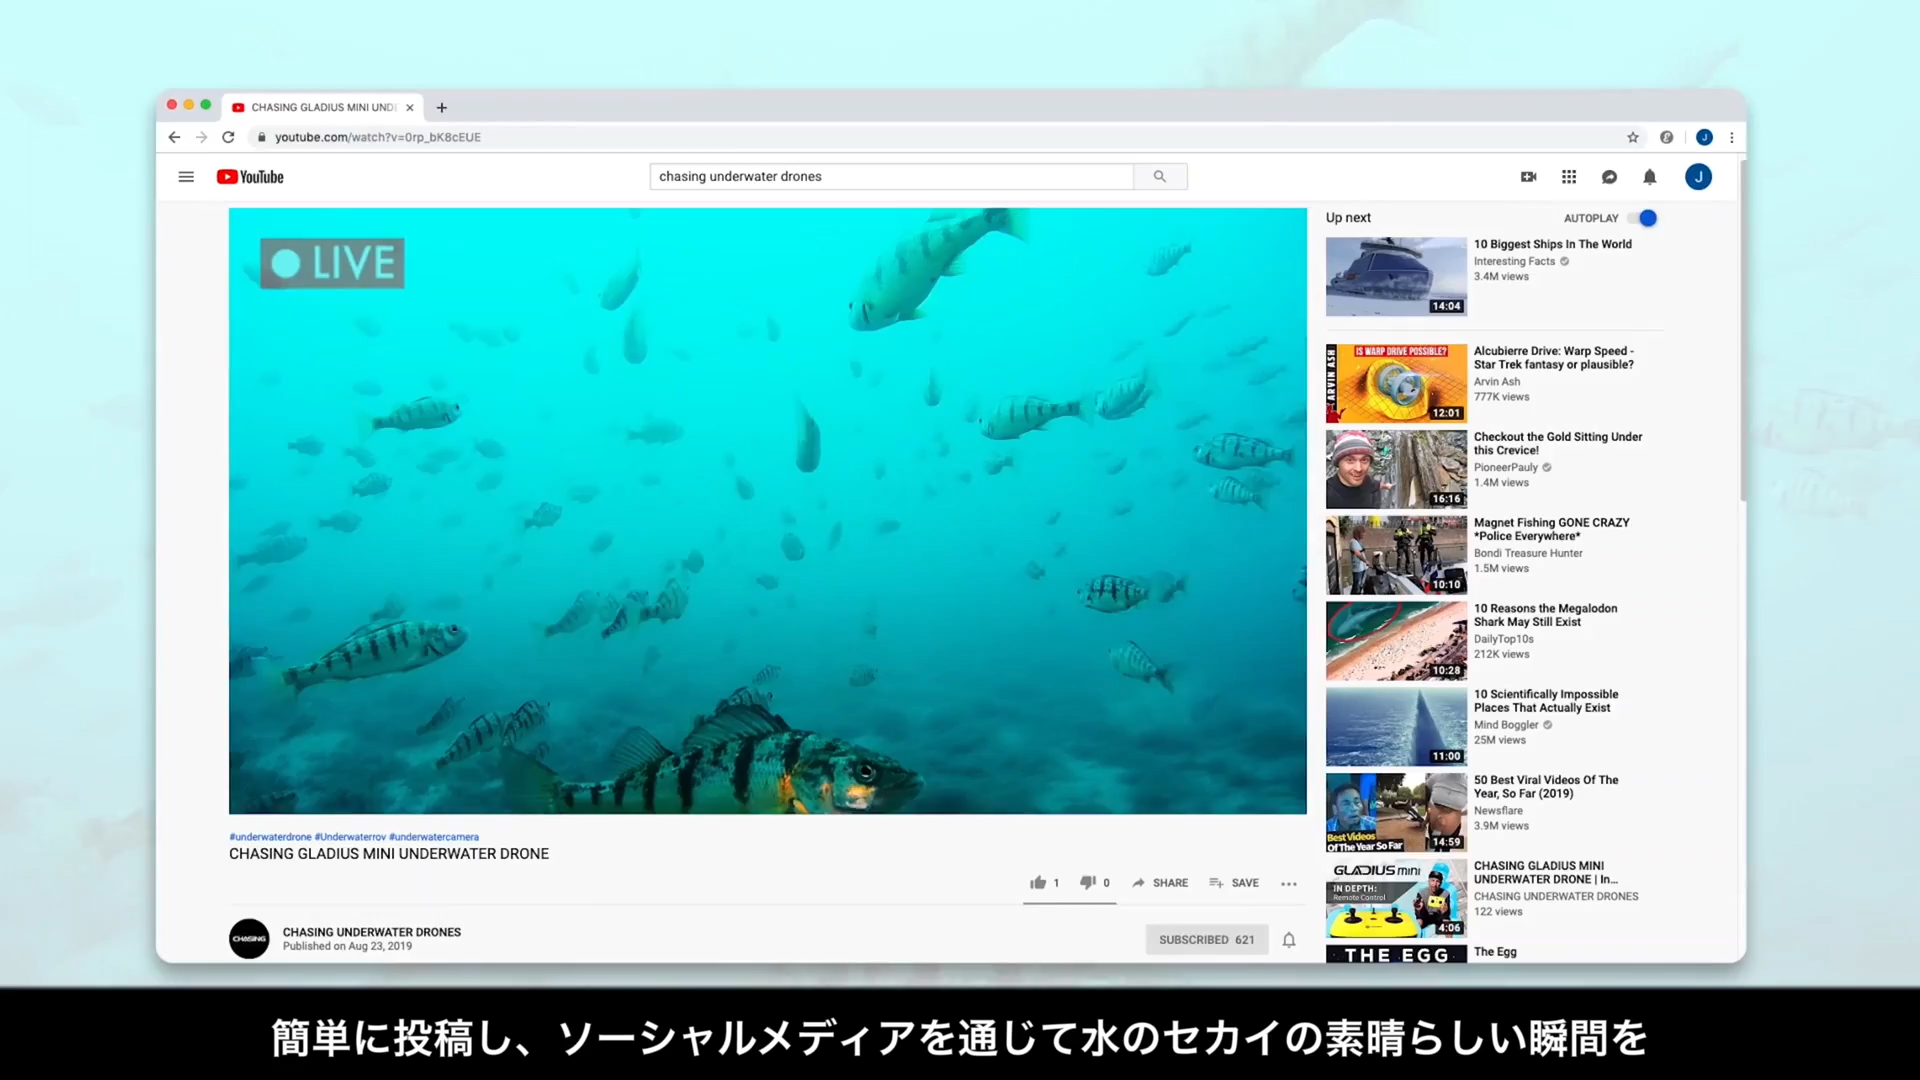 CHASING GLADIUS MINI UND
youtube.com/watch?v=0rp_bK8cEUE
YouTube
chasing underwater drones
J
J
LIVE
#underwaterdrone #Underwaterrov #underwatercamera
CHASING GLADIUS MINI UNDERWATER DRONE
1
0
SHARE
SAVE
CHASING
CHASING UNDERWATER DRONES
Published on Aug 23, 2019
SUBSCRIBED 621
Up next
AUTOPLAY
14:04
10 Biggest Ships In The World
Interesting Facts
3.4M views
IS WARP DRIVE POSSIBLE?
ARVIN ASH
12:01
Alcubierre Drive: Warp Speed -
Star Trek fantasy or plausible?
Arvin Ash
777K views
16:16
Checkout the Gold Sitting Under
this Crevice!
PioneerPauly
1.4M views
10:10
Magnet Fishing GONE CRAZY
*Police Everywhere*
Bondi Treasure Hunter
1.5M views
10:28
10 Reasons the Megalodon
Shark May Still Exist
DailyTop10s
212K views
11:00
10 Scientifically Impossible
Places That Actually Exist
Mind Boggler
25M views
Best Videos
Of The Year So Far
14:59
50 Best Viral Videos Of The
Year, So Far (2019)
Newsflare
3.9M views
GLADIUS mini
IN DEPTH:
Remote Control
4:06
CHASING GLADIUS MINI
UNDERWATER DRONE | In...
CHASING UNDERWATER DRONES
122 views
THE EGG
The Egg
簡単に投稿し、ソーシャルメディアを通じて水のセカイの素晴らしい瞬間を